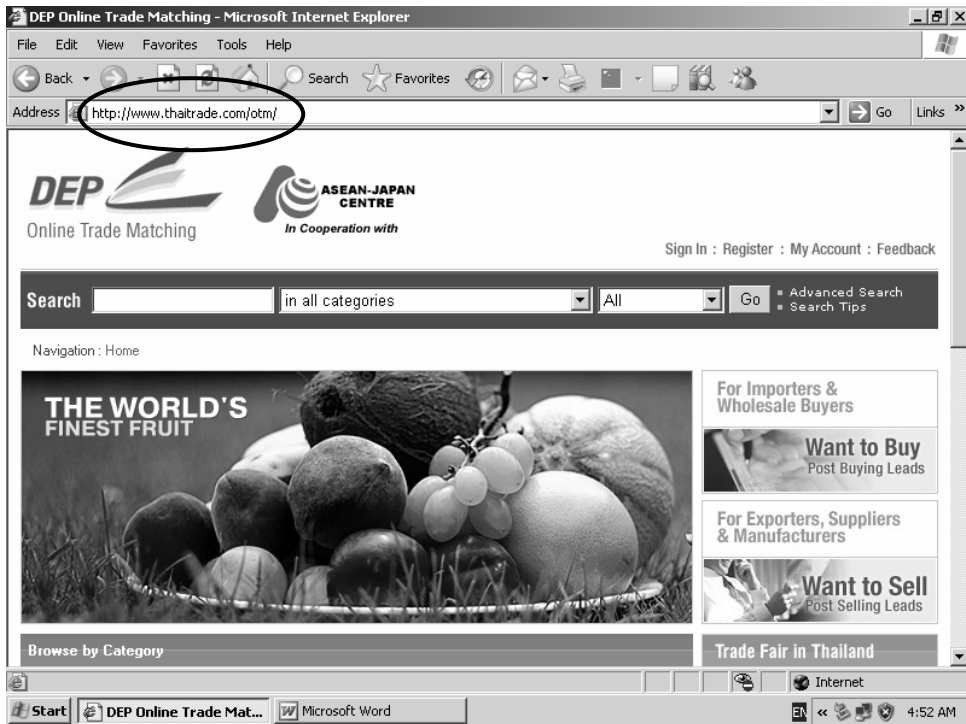 DEP Online Trade Matching - Microsoft Internet Explorer
File Edit View Favorites Tools Help
Back Search Favorites
Address http://www.thaitrade.com/otm/ Go Links »
DEP
Online Trade Matching
ASEAN-JAPAN
CENTRE
In Cooperation with
Sign In : Register : My Account : Feedback
Search in all categories All Go Advanced Search
Search Tips
Navigation : Home
THE WORLD'S
FINEST FRUIT
For Importers &
Wholesale Buyers
Want to Buy
Post Buying Leads
For Exporters, Suppliers
& Manufacturers
Want to Sell
Post Selling Leads
Browse by Category
Trade Fair in Thailand
Internet
Start DEP Online Trade Mat... Microsoft Word EN « 4:52 AM